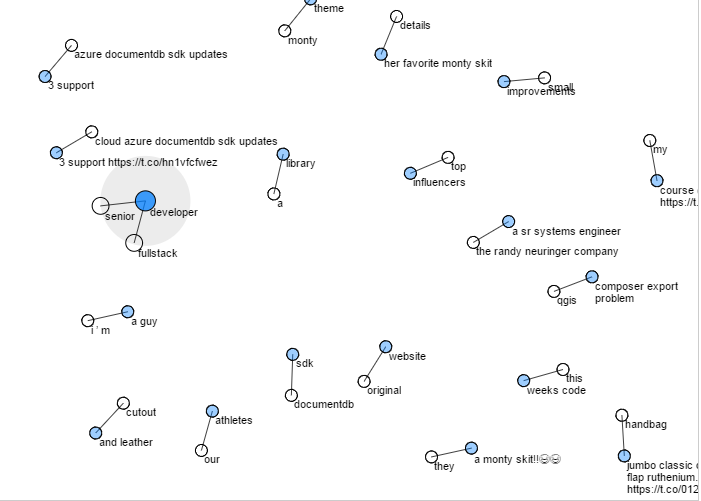 theme
monty
details
azure documentdb sdk updates
her favorite monty skit
3 support
small
improvements
cloud azure documentdb sdk updates
my
3 support https://t.co/hn1vfcfwez
library
top
influencers
course
https://t.
a
senior
developer
a sr systems engineer
fullstack
the randy neuringer company
composer export
problem
qgis
i ' m
a guy
sdk
website
this
weeks code
original
documentdb
cutout
athletes
handbag
and leather
our
they
a monty skit!!😂😂
jumbo classic
flap ruthenium.
https://t.co/012